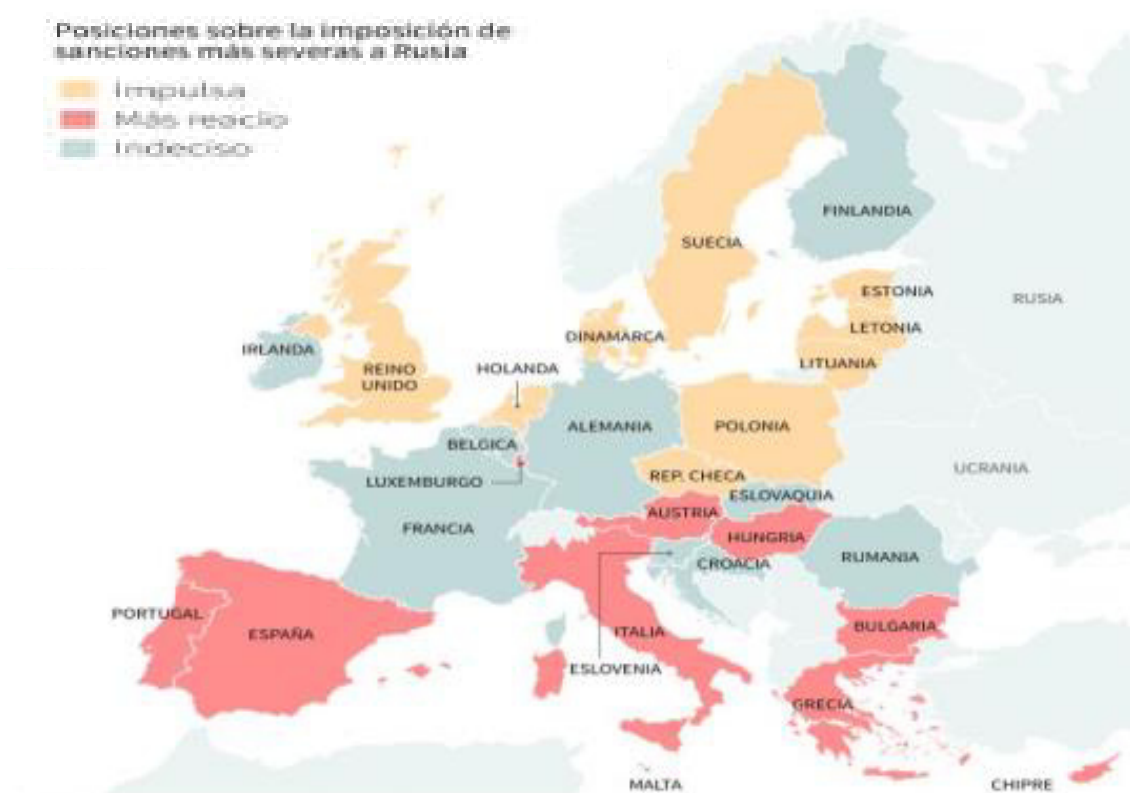 Posiciones sobre la imposición de
sanciones más severas a Rusia
Impulsa
Más reacio
Indeciso
FINLANDIA
SUECIA
ESTONIA
RUSIA
LETONIA
DINAMARCA
IRLANDA
LITUANIA
REINO
UNIDO
HOLANDA
ALEMANIA
POLONIA
BELGICA
UCRANIA
REP. CHECA
LUXEMBURGO
ESLOVAQUIA
AUSTRIA
FRANCIA
HUNGRIA
RUMANIA
CROACIA
PORTUGAL
BULGARIA
ESPAÑA
ITALIA
ESLOVENIA
GRECIA
MALTA
CHIPRE